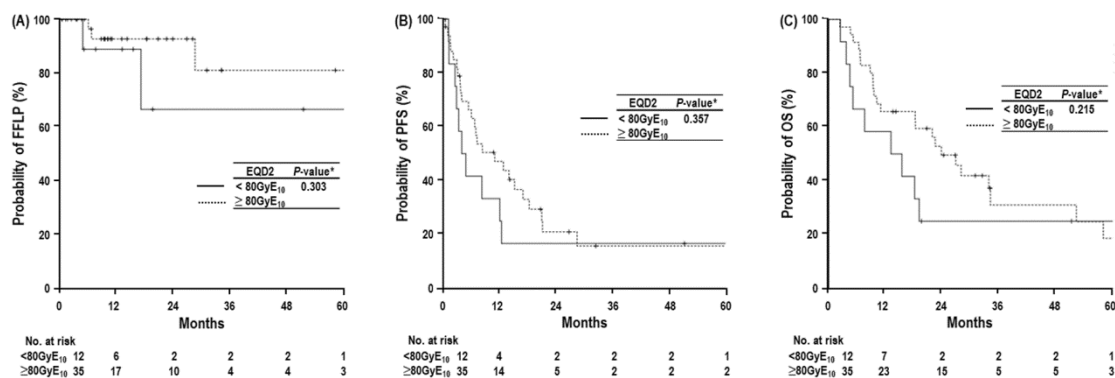 (A)
Probability of FFLP (%)
100
80
60
40
20
0
EQD2 P-value*
< 80GyE10 0.303
≥ 80GyE10
0 12 24 36 48 60
Months
No. at risk
<80GyE10 12 6 2 2 2 1
≥80GyE10 35 17 10 4 4 3
(B)
Probability of PFS (%)
100
80
60
40
20
0
EQD2 P-value*
< 80GyE10 0.357
≥ 80GyE10
0 12 24 36 48 60
Months
No. at risk
<80GyE10 12 4 2 2 2 1
≥80GyE10 35 14 5 2 2 2
(C)
Probability of OS (%)
100
80
60
40
20
0
EQD2 P-value*
< 80GyE10 0.215
≥ 80GyE10
0 12 24 36 48 60
Months
No. at risk
<80GyE10 12 7 2 2 2 1
≥80GyE10 35 23 15 5 5 3